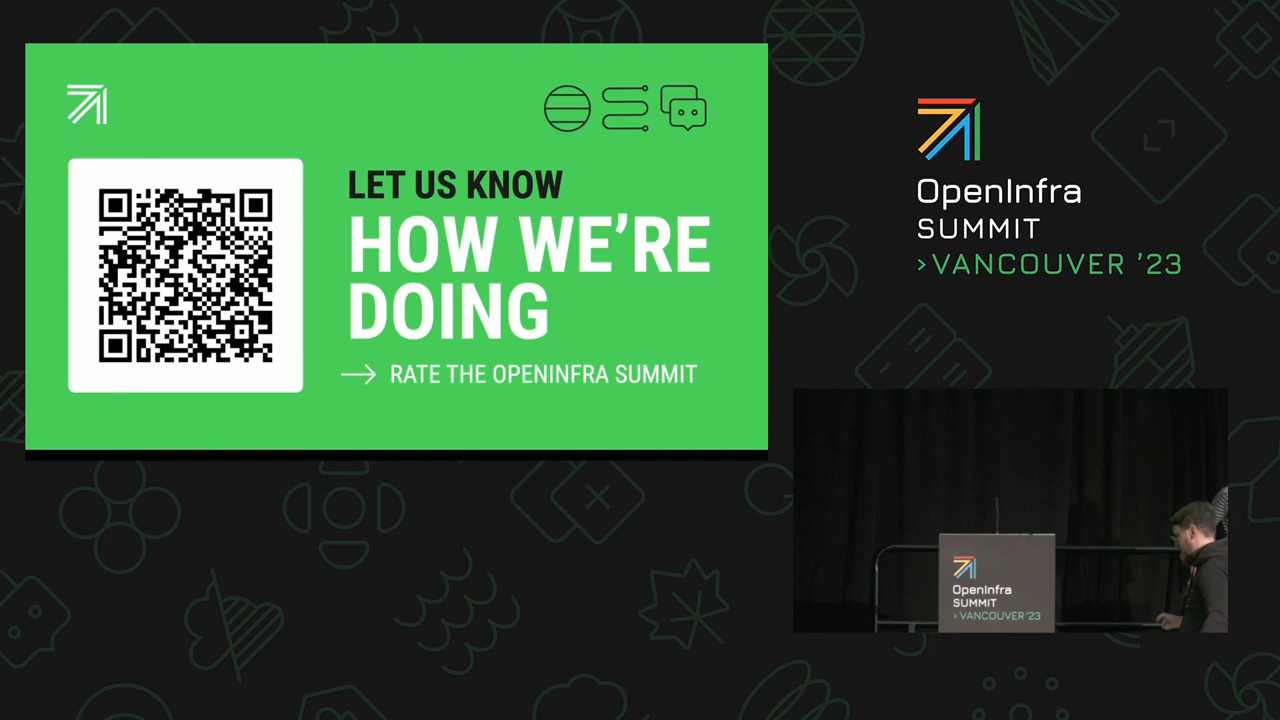 LET US KNOW
HOW WE’RE
DOING
RATE THE OPENINFRA SUMMIT
OpenInfra
SUMMIT
>VANCOUVER ’23
OpenInfra
SUMMIT
>VANCOUVER ’23